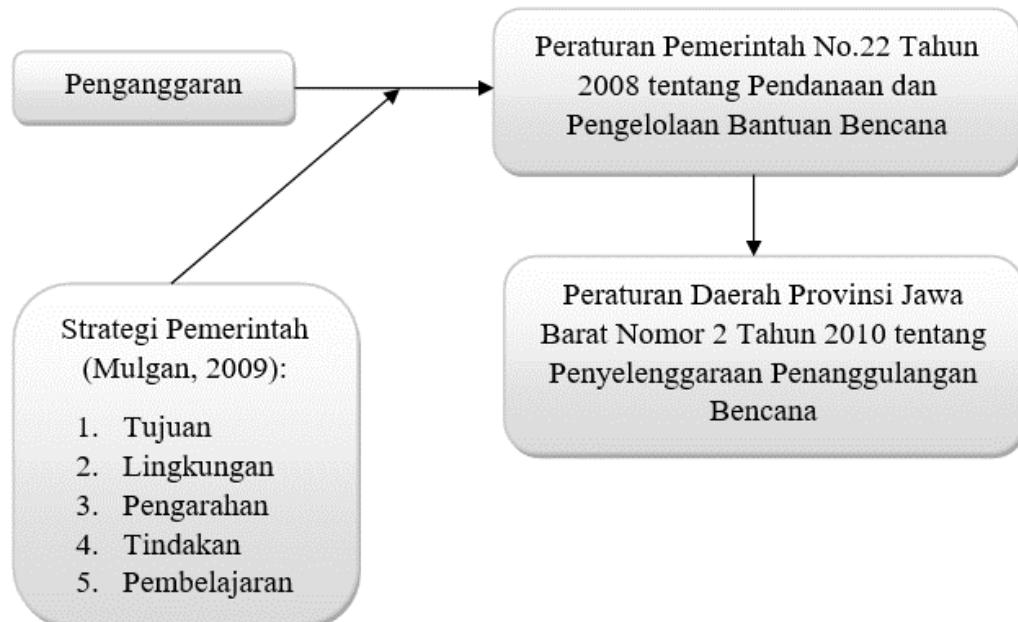 Penganggaran
Peraturan Pemerintah No.22 Tahun
2008 tentang Pendanaan dan
Pengelolaan Bantuan Bencana
Strategi Pemerintah
(Mulgan, 2009):
1. Tujuan
2. Lingkungan
3. Pengarahan
4. Tindakan
5. Pembelajaran
Peraturan Daerah Provinsi Jawa
Barat Nomor 2 Tahun 2010 tentang
Penyelenggaraan Penanggulangan
Bencana